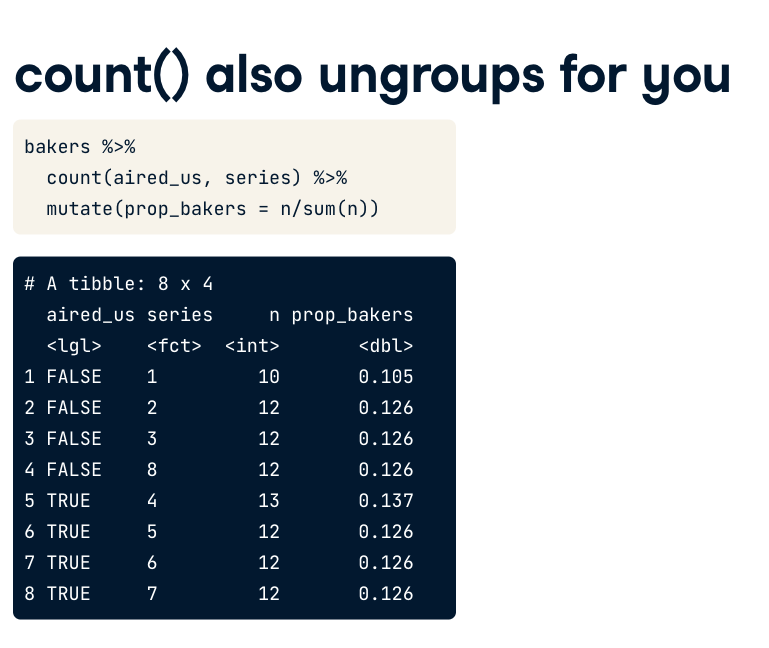 count() also ungroups for you
bakers %>%
  count(aired_us, series) %>%
  mutate(prop_bakers = n/sum(n))
# A tibble: 8 x 4
  aired_us series     n prop_bakers
  <lgl>    <fct>  <int>       <dbl>
1 FALSE    1         10       0.105
2 FALSE    2         12       0.126
3 FALSE    3         12       0.126
4 FALSE    8         12       0.126
5 TRUE     4         13       0.137
6 TRUE     5         12       0.126
7 TRUE     6         12       0.126
8 TRUE     7         12       0.126